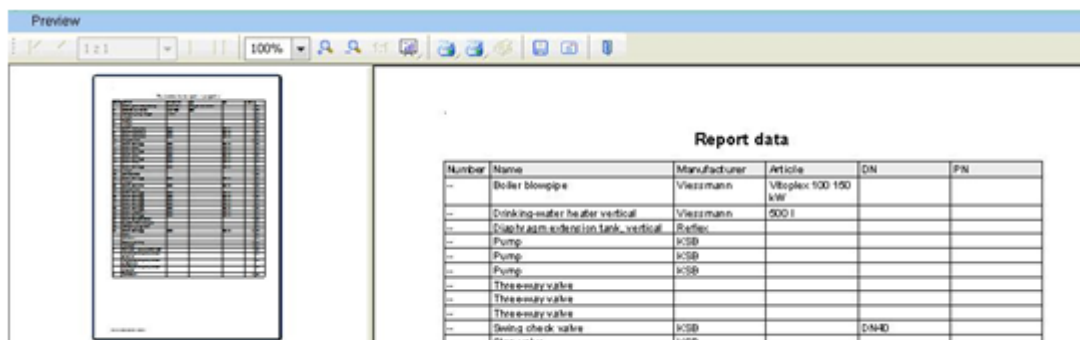 Preview
1 z 1 100%
Report data
Number Name Manufacturer Article DN PN
-- Boiler blowpipe Viessmann Vitoplex 100 150
kW
-- Drinking-water heater vertical Viessmann 500 l
-- Diaphragm extension tank, vertical Reflex
-- Pump KSB
-- Pump KSB
-- Pump KSB
-- Three-way valve
-- Three-way valve
-- Three-way valve
-- Swing check valve KSB DN40